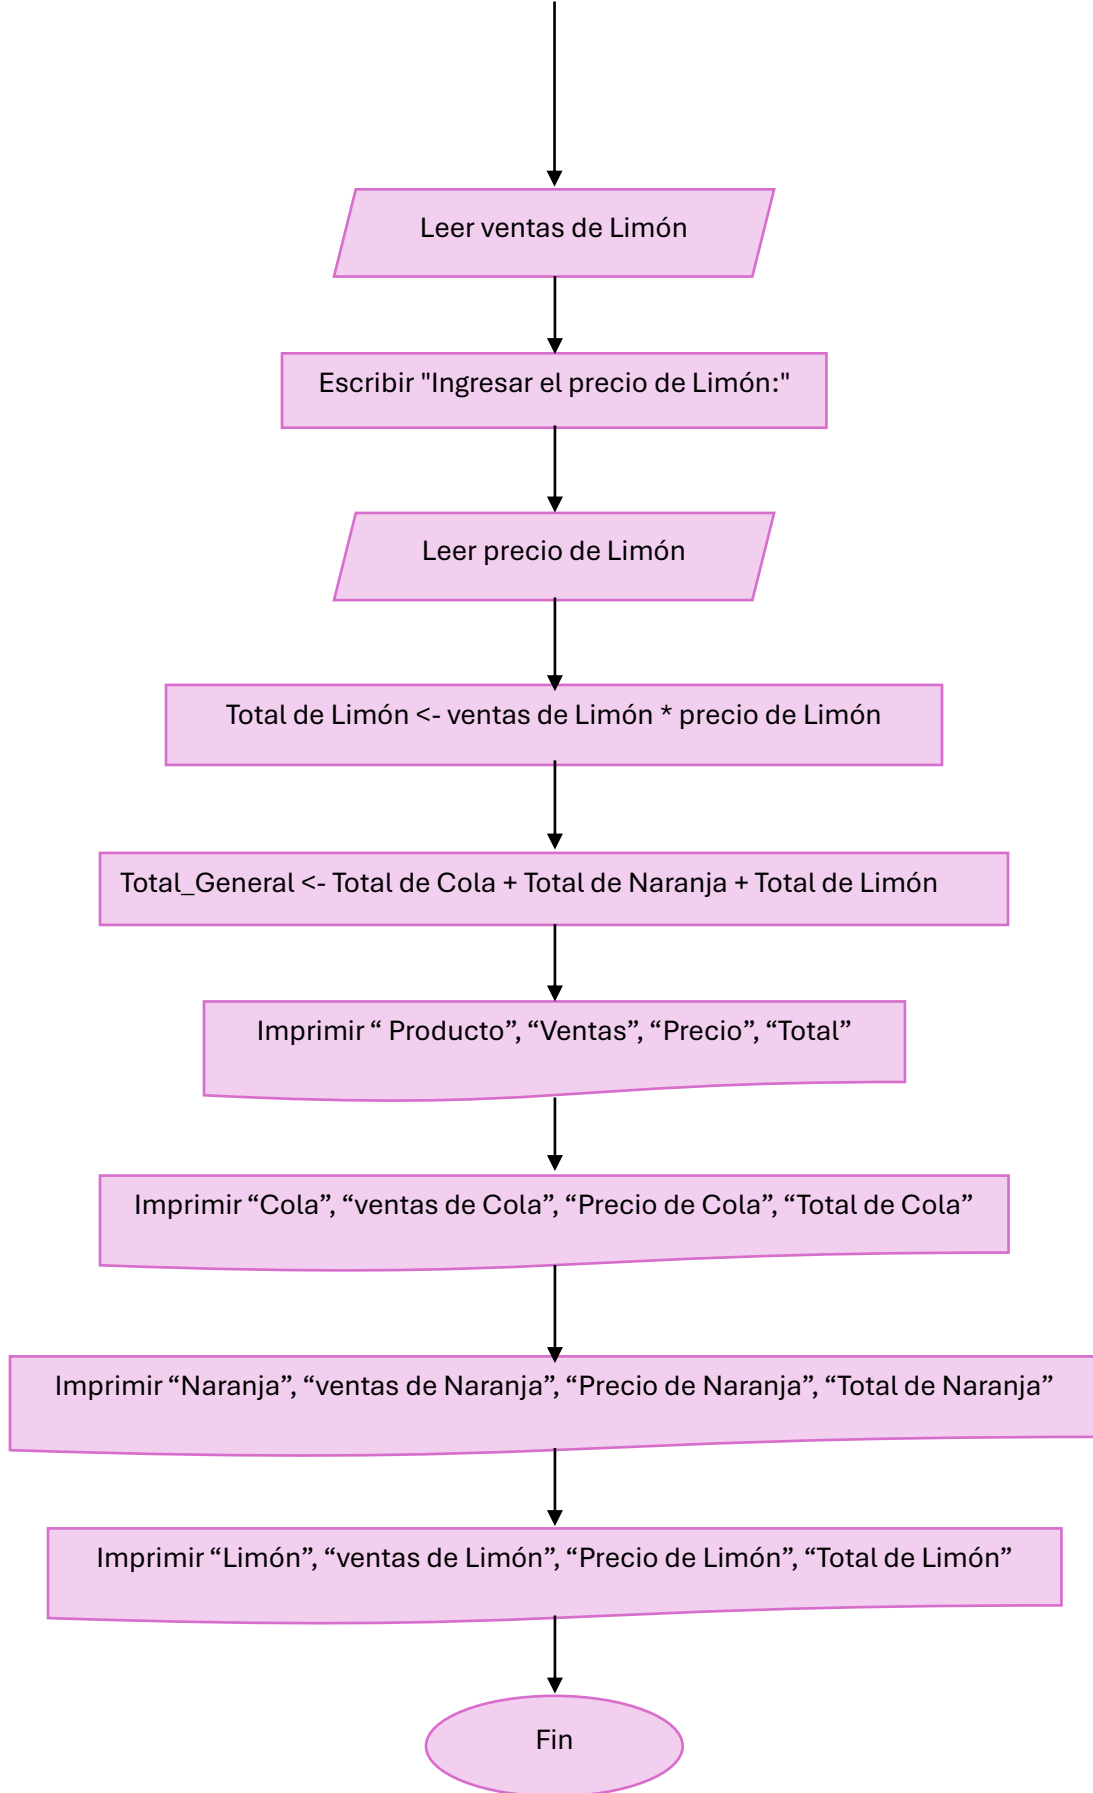 Leer ventas de Limón
Escribir "Ingresar el precio de Limón:"
Leer precio de Limón
Total de Limón <- ventas de Limón * precio de Limón
Total_General <- Total de Cola + Total de Naranja + Total de Limón
Imprimir “ Producto”, “Ventas”, “Precio”, “Total”
Imprimir “Cola”, “ventas de Cola”, “Precio de Cola”, “Total de Cola”
Imprimir “Naranja”, “ventas de Naranja”, “Precio de Naranja”, “Total de Naranja”
Imprimir “Limón”, “ventas de Limón”, “Precio de Limón”, “Total de Limón”
Fin